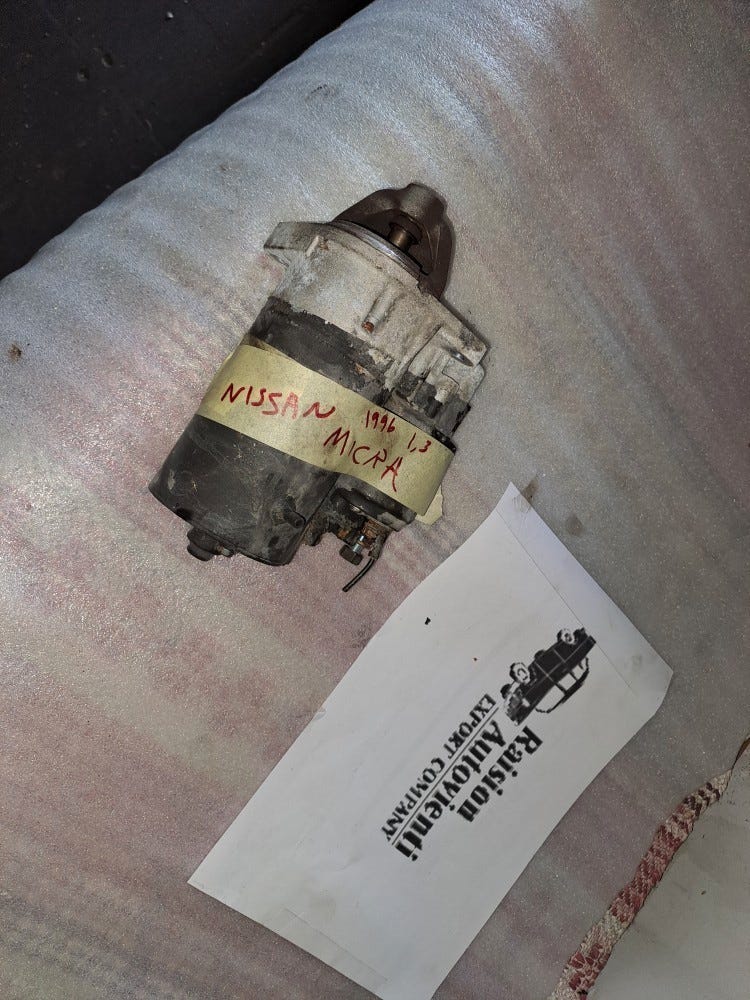 NISSAN 1996 1,3
MICRA
Raision
Autovienti
EXPORT COMPANY